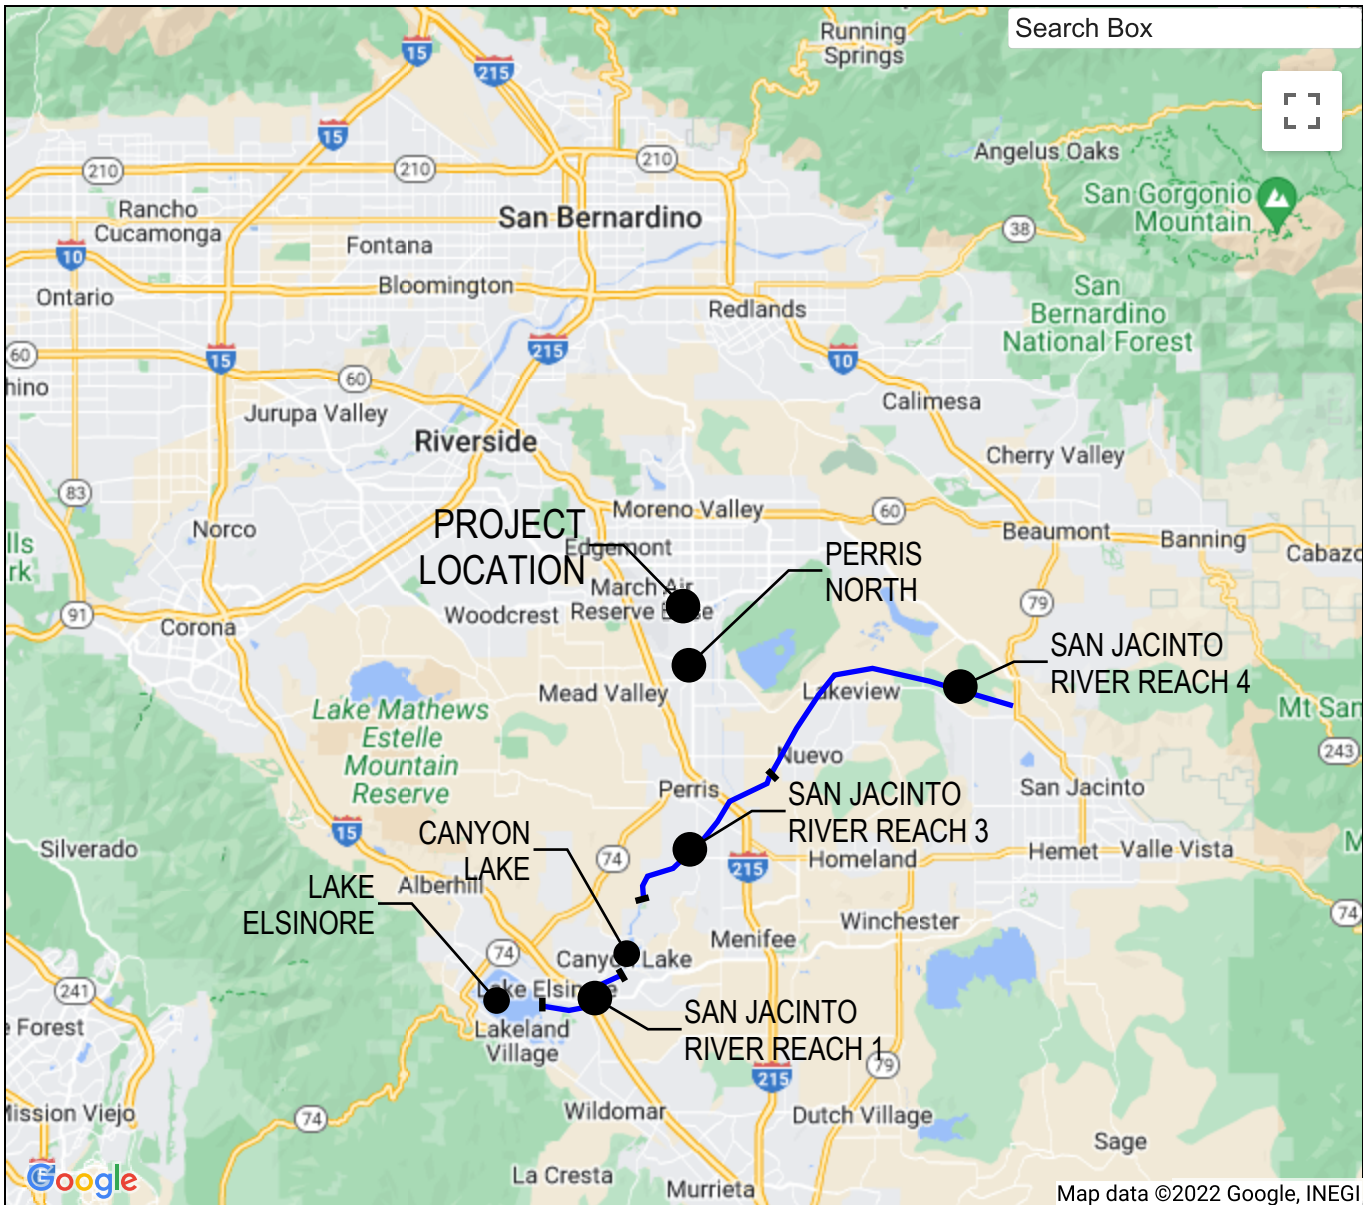 Search Box
Running
Springs
15
215
15
210
210
210
Angelus Oaks
San Gorgonio
Mountain
Rancho
Cucamonga
San Bernardino
38
Fontana
10
Bloomington
Ontario
Redlands
San
Bernardino
National Forest
60
15
215
10
hino
60
Jurupa Valley
Calimesa
Riverside
Cherry Valley
83
Moreno Valley
60
Norco
Beaumont
Banning
Cabazo
lls
rk
PROJECT
LOCATION
Edgemont
PERRIS
NORTH
March Air
Reserve Base
Woodcrest
91
Corona
79
SAN JACINTO
RIVER REACH 4
Mead Valley
Lakeview
Mt San
Lake Mathews
Estelle
Mountain
Reserve
Nuevo
243
Perris
San Jacinto
SAN JACINTO
RIVER REACH 3
15
CANYON
LAKE
Silverado
74
215
Homeland
Hemet
Valle Vista
M
LAKE
ELSINORE
Alberhill
74
Winchester
Menifee
74
Canyon Lake
241
Lake Elsinore
e Forest
Lakeland
Village
SAN JACINTO
RIVER REACH 1
79
215
Mission Viejo
74
Wildomar
Dutch Village
Sage
Google
La Cresta
Murrieta
Map data ©2022 Google, INEGI